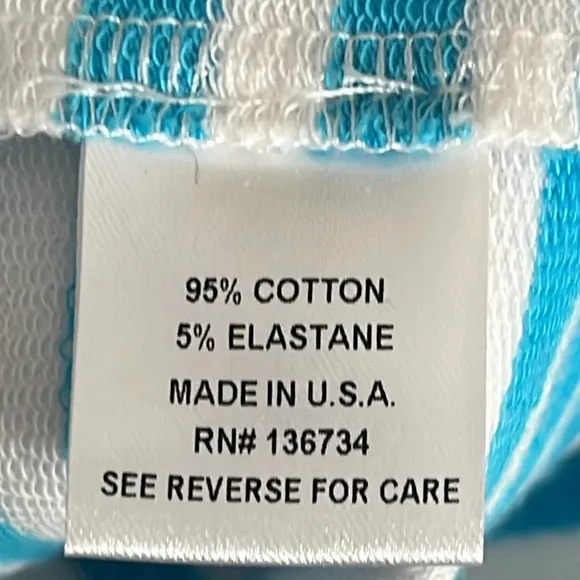 95% COTTON
5% ELASTANE
MADE IN U.S.A.
RN# 136734
SEE REVERSE FOR CARE